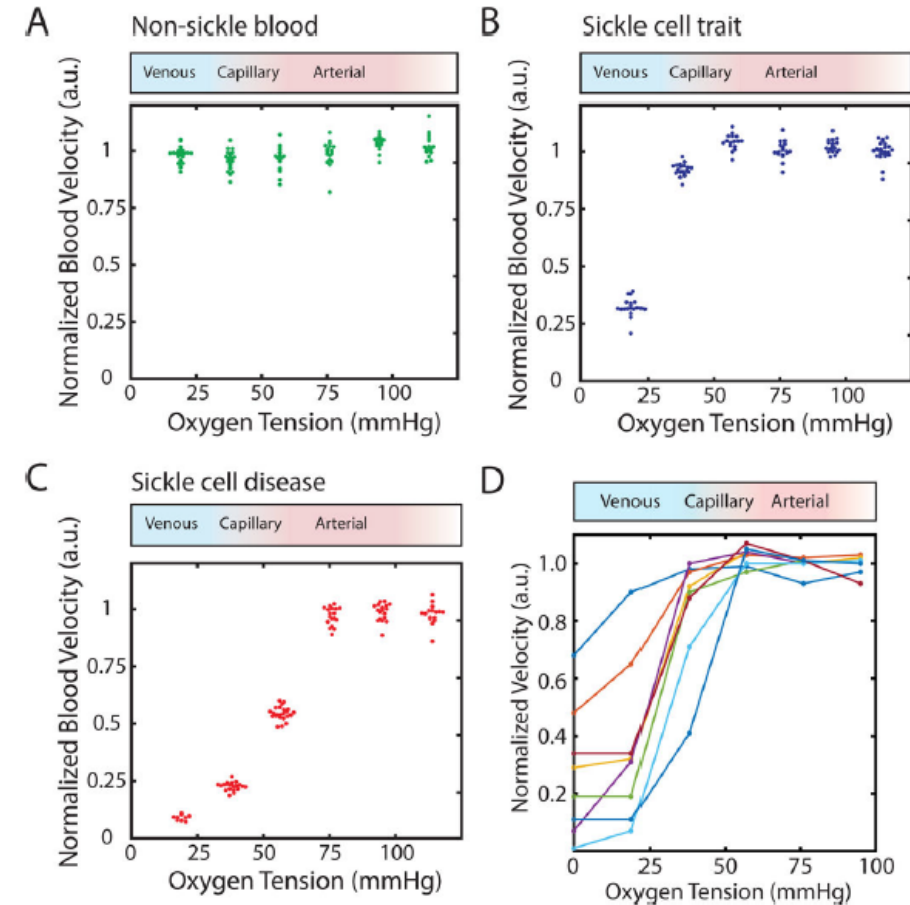 A Non-sickle blood
Venous Capillary Arterial
Normalized Blood Velocity (a.u.)
1
0.75
0.5
0.25
0
0 25 50 75 100
Oxygen Tension (mmHg)
B Sickle cell trait
Venous Capillary Arterial
Normalized Blood Velocity (a.u.)
1
0.75
0.5
0.25
0
0 25 50 75 100
Oxygen Tension (mmHg)
C Sickle cell disease
Venous Capillary Arterial
Normalized Blood Velocity (a.u.)
1
0.75
0.5
0.25
0
0 25 50 75 100
Oxygen Tension (mmHg)
D
Venous Capillary Arterial
Normalized Velocity (a.u.)
1.0
0.8
0.6
0.4
0.2
0 25 50 75 100
Oxygen Tension (mmHg)